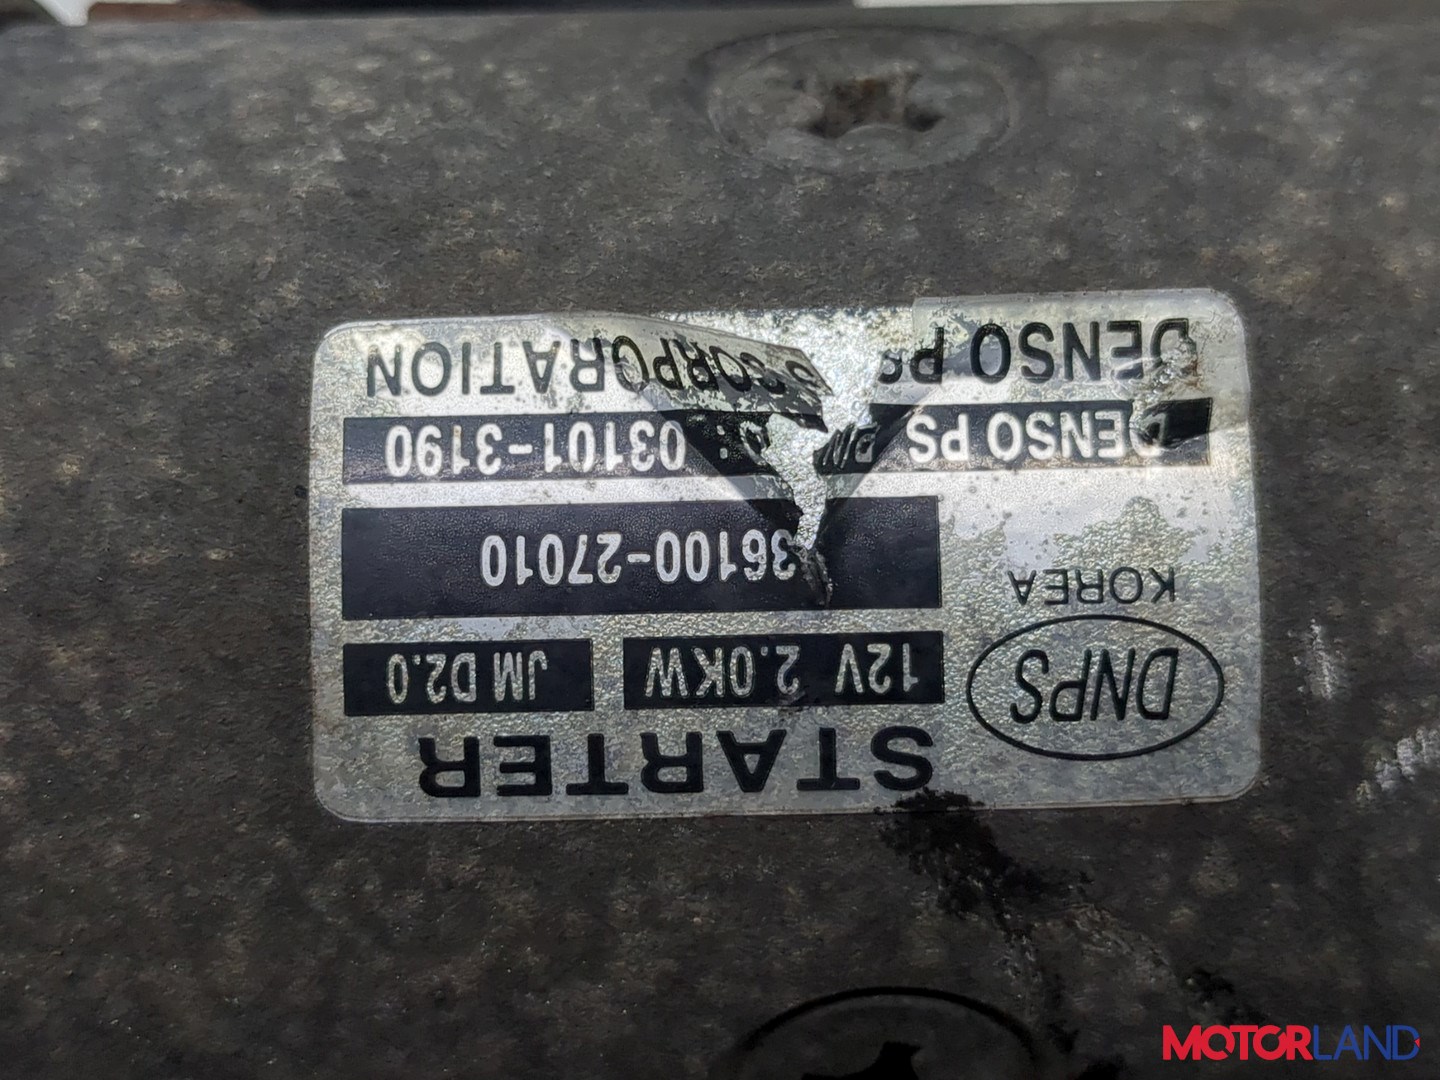 STARTER
DNPS
KOREA
12V 2.0KW
JM D2.0
36100-27010
DENSO PS P/N 03101-3190
DENSO PS CORPORATION
MOTORLAND